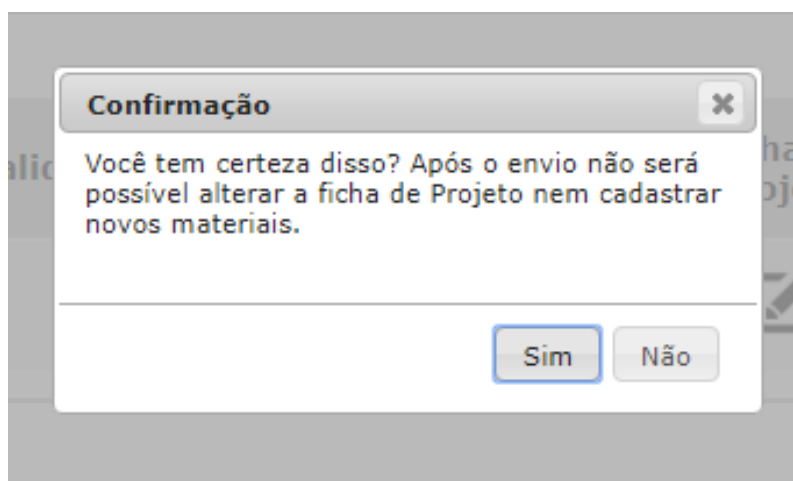 Confirmação
Você tem certeza disso? Após o envio não será
possível alterar a ficha de Projeto nem cadastrar
novos materiais.
Sim
Não